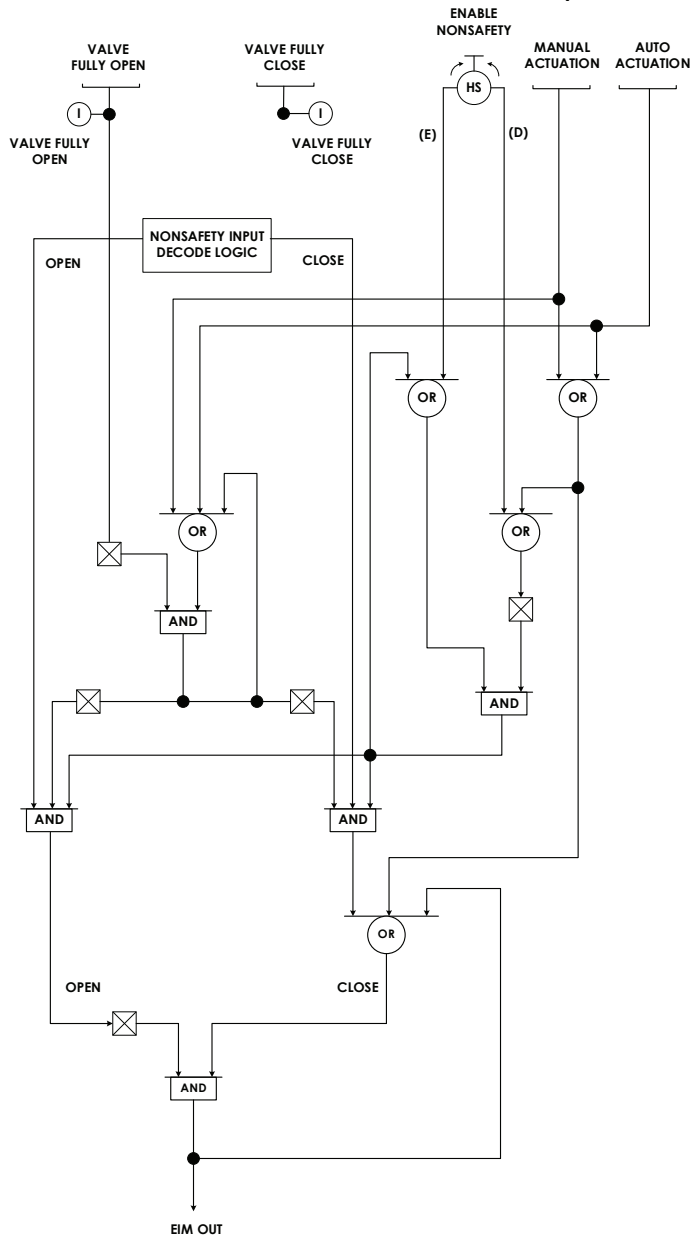 ENABLE
NONSAFETY
VALVE
FULLY OPEN
VALVE FULLY
CLOSE
MANUAL
ACTUATION
AUTO
ACTUATION
HS
I
I
VALVE FULLY
OPEN
VALVE FULLY
CLOSE
(E)
(D)
NONSAFETY INPUT
DECODE LOGIC
OPEN
CLOSE
OR
OR
OR
OR
AND
AND
AND
AND
OR
OPEN
CLOSE
AND
EIM OUT